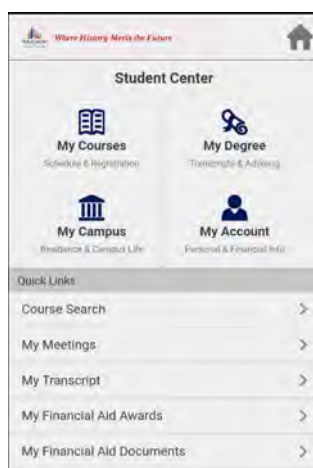 Where History Meets the Future
Student Center
My Courses
Schedule & Registration
My Degree
Transcripts & Advising
My Campus
Residence & Campus Life
My Account
Personal & Financial Info
Quick Links
Course Search
My Meetings
My Transcript
My Financial Aid Awards
My Financial Aid Documents